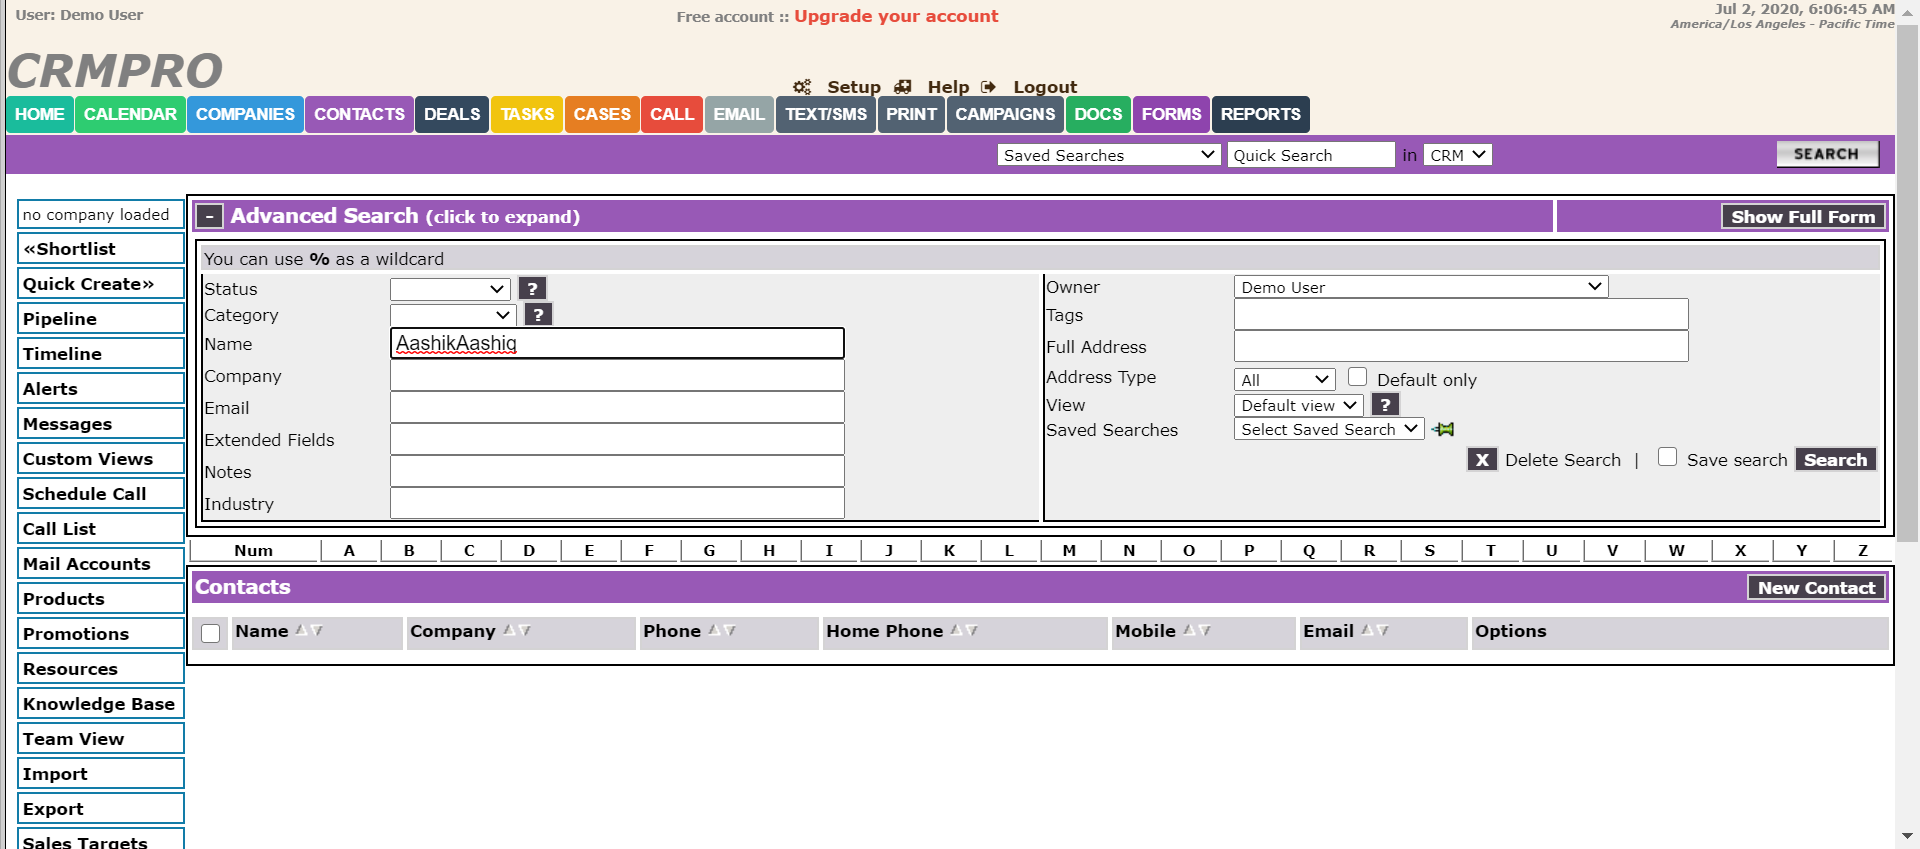 User: Demo User
Free account :: Upgrade your account
Jul 2, 2020, 6:06:45 AM
America/Los Angeles - Pacific Time
CRMPRO
Setup Help Logout
HOME CALENDAR COMPANIES CONTACTS DEALS TASKS CASES CALL EMAIL TEXT/SMS PRINT CAMPAIGNS DOCS FORMS REPORTS
Saved Searches Quick Search in CRM SEARCH
no company loaded
«Shortlist
Quick Create»
Pipeline
Timeline
Alerts
Messages
Custom Views
Schedule Call
Call List
Mail Accounts
Products
Promotions
Resources
Knowledge Base
Team View
Import
Export
Sales Targets
- Advanced Search (click to expand) Show Full Form
You can use % as a wildcard
Status ?
Category ?
Name AashikAashiq
Company
Email
Extended Fields
Notes
Industry
Owner Demo User
Tags
Full Address
Address Type All Default only
View Default view ?
Saved Searches Select Saved Search
X Delete Search | Save search Search
Num A B C D E F G H I J K L M N O P Q R S T U V W X Y Z
Contacts New Contact
Name Company Phone Home Phone Mobile Email Options